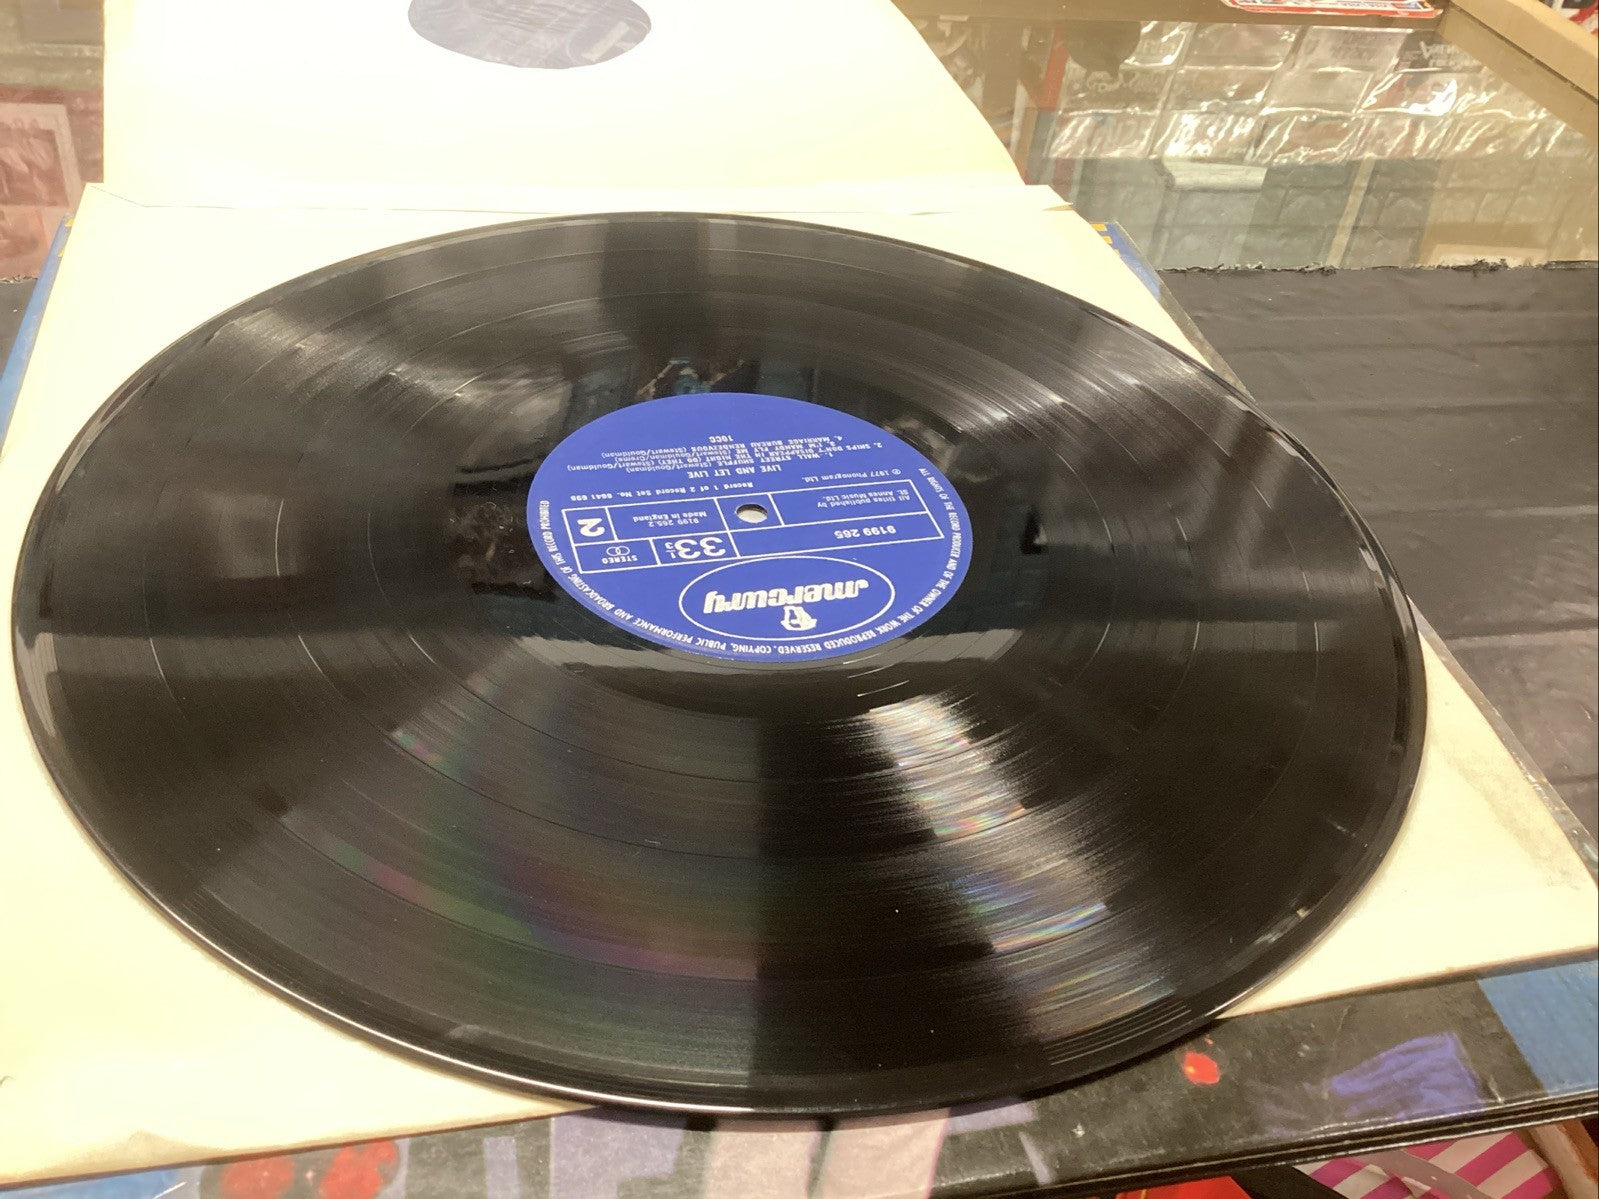 mercury
33 1/3
STEREO
9199 265
2
9199 265.2
Made in England
All titles published by
St. Annes Music Ltd.
Record 1 of 2 Record Set No. 6641 698
℗ 1977 Phonogram Ltd.
LIVE AND LET LIVE
1. WALL STREET SHUFFLE (Stewart/Gouldman)
2. SHIPS DON'T DISAPPEAR IN THE NIGHT (DO THEY) (Stewart/Gouldman)
3. I'M MANDY FLY ME (Stewart/Gouldman/Creme)
4. MARRIAGE BUREAU RENDEZVOUS (Stewart/Gouldman)
10CC
OF THE RECORD PRODUCER AND OF THE OWNER OF THE WORK REPRODUCED RESERVED. COPYING, PUBLIC PERFORMANCE AND BROADCASTING OF THIS RECORD PROHIBITED